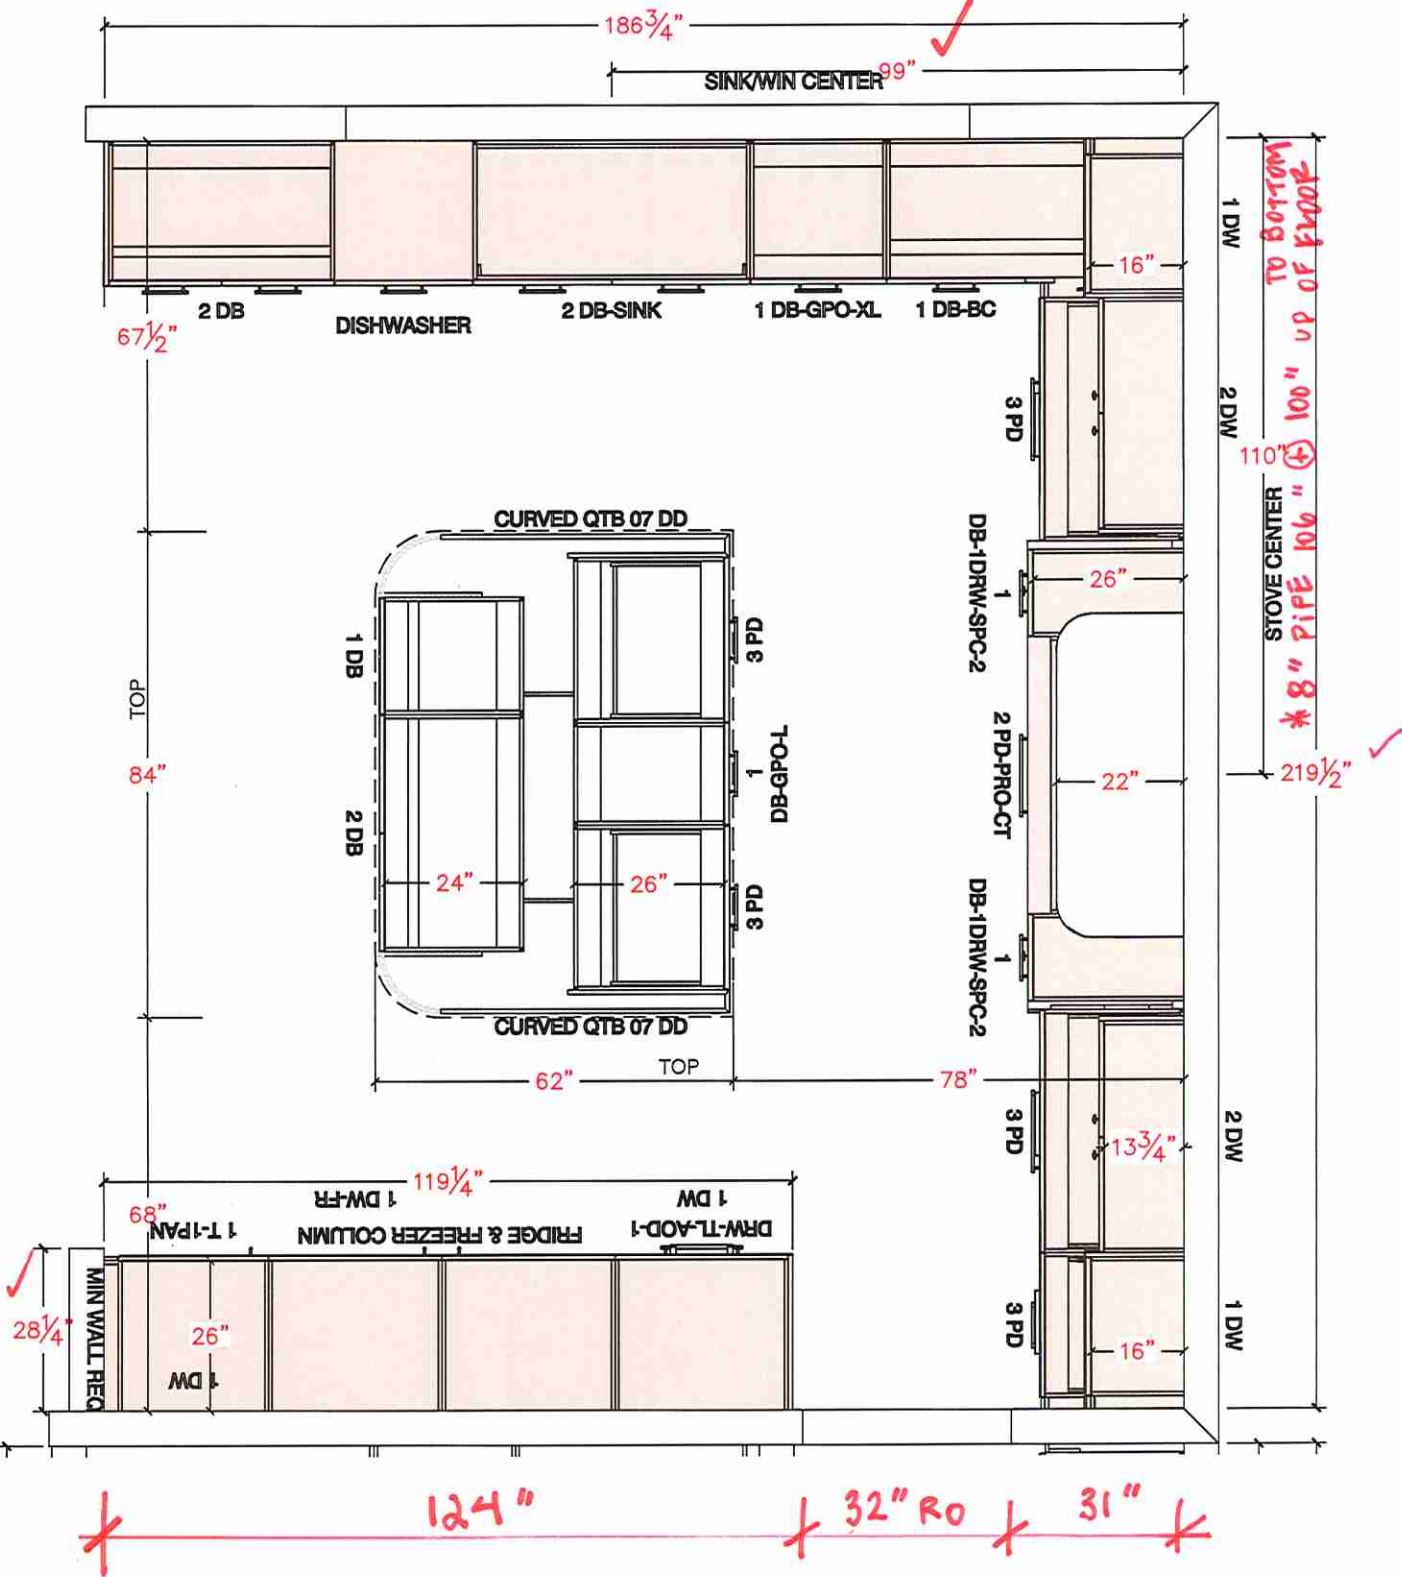 186¾"
99"
SINK/WIN CENTER
2 DB
DISHWASHER
2 DB-SINK
1 DB-GPO-XL
1 DB-BC
16"
67½"
1 DW
TO BOTTOM
OF FLOOR
* 8" PIPE 106" (+) 100" UP
2 DW
3 PD
110"
STOVE CENTER
219½"
CURVED QTB 07 DD
DB-1DRW-SPC-2
1
26"
1 DB
3 PD
TOP
84"
2 DB
1
DB-GPO-L
2 PD-PRO-CT
22"
24"
26"
3 PD
DB-1DRW-SPC-2
1
CURVED QTB 07 DD
TOP
62"
78"
3 PD
13¾"
2 DW
119¼"
1 DW-FR
1 DW
68"
1 T-1PAN
FRIDGE & FREEZER COLUMN
DRW-TL-AOD-1
MIN WALL REQ
28¼"
26"
1 DW
3 PD
16"
1 DW
124"
32" RO
31"